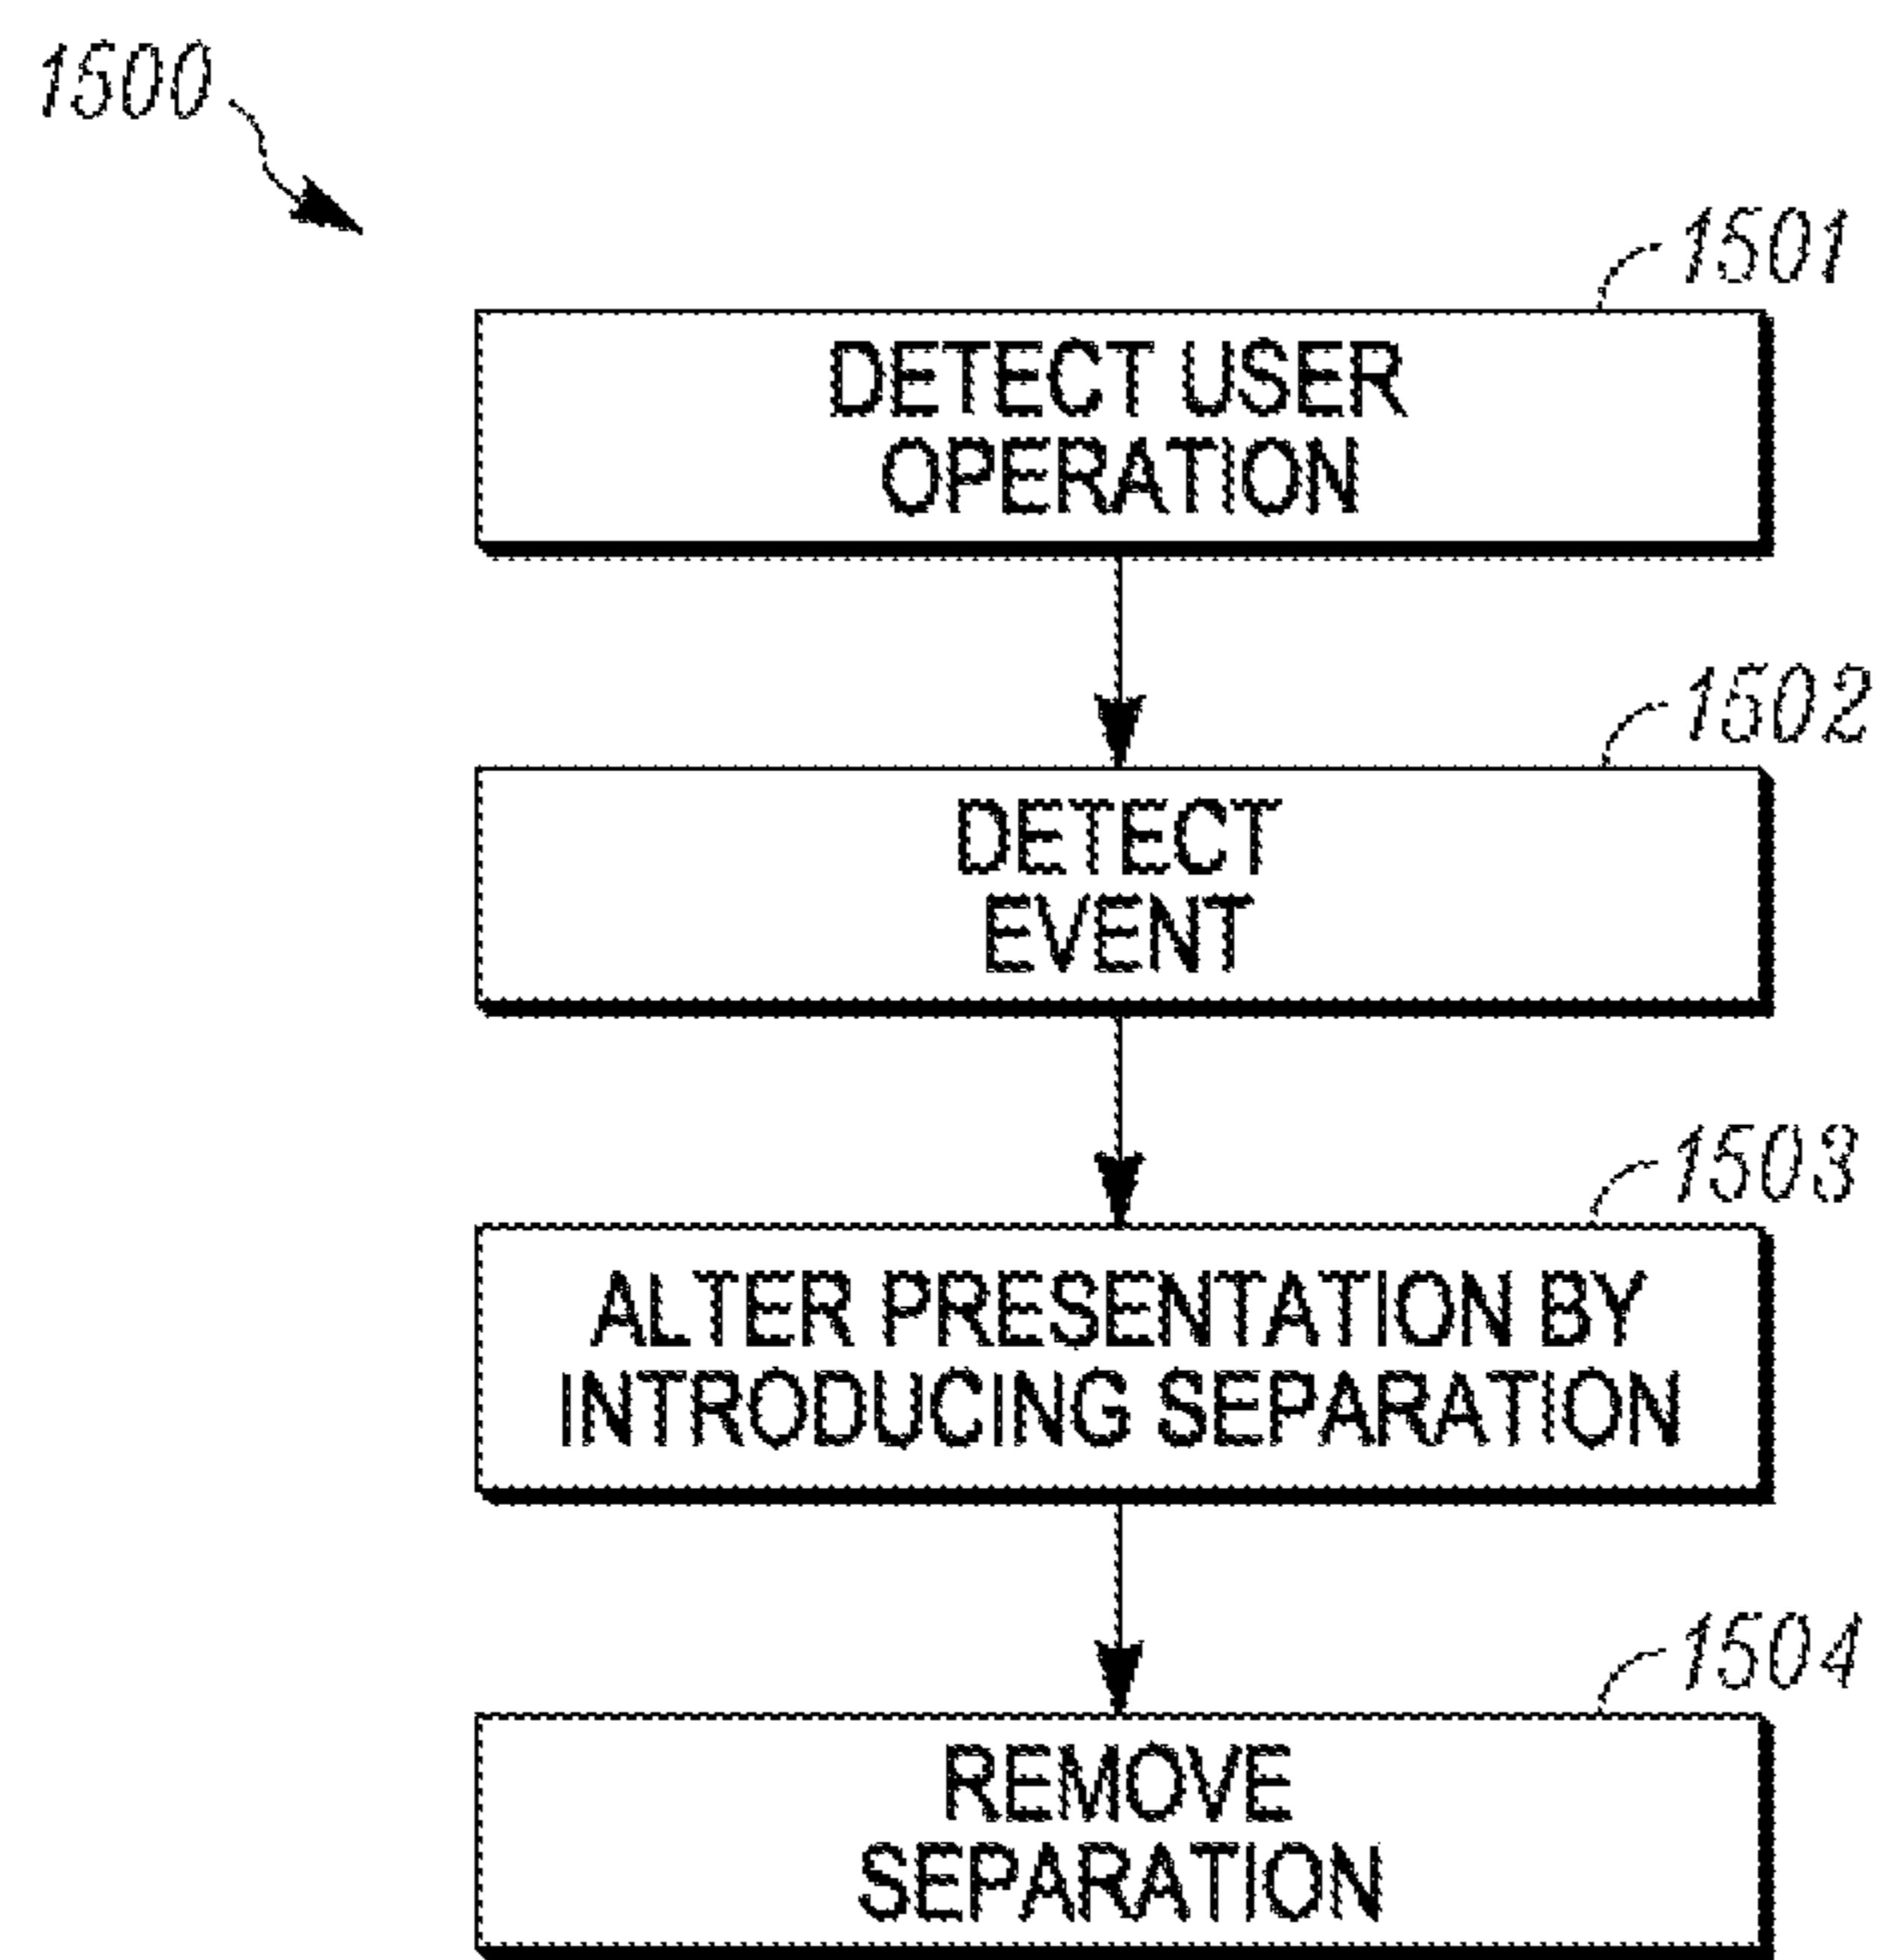 1500
1501
DETECT USER
OPERATION
1502
DETECT
EVENT
1503
ALTER PRESENTATION BY
INTRODUCING SEPARATION
1504
REMOVE
SEPARATION